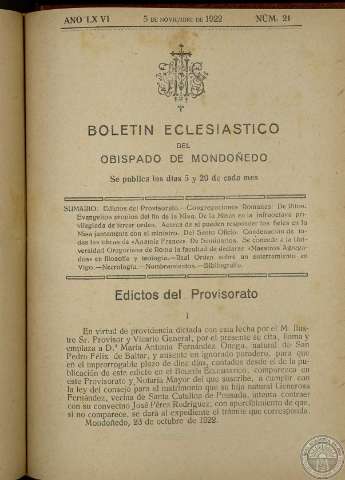 AÑO LXVI 5 DE NOVIEMBRE DE 1922 NÚM. 21
BOLETIN ECLESIASTICO
DEL
OBISPADO DE MONDOÑEDO
Se publica los días 5 y 20 de cada mes
SUMARIO: Edictos del Provisorato.—Congregaciones Romanas. De Ritos.
Evangelios propios del fin de la Misa. De la Misa en la infraoctava pri-
vilegiada de tercer orden. Acerca de si pueden responder los fieles en la
Misa juntamente con el ministro. Del Santo Oficio. Condenación de to-
das las obras de «Anatole France». De Seminarios. Se concede a la Uni-
versidad Gregoriana de Roma la facultad de declarar «Maestros Agrega-
dos» en filosofía y teología.—Real Orden sobre un enterramiento en
Vigo.—Necrología.—Nombramientos.—Bibliografía.
Edictos del Provisorato
I
En virtud de providencia dictada con esta fecha por el M. Ilus-
tre Sr. Provisor y Vicario General, por el presente se cita, llama y
emplaza a D.ª María Antonia Fernández Ortega, natural de San
Pedro Félix de Baltar, y ausente en ignorado paradero, para que
en el improrrogable plazo de diez días, contados desde el de la pu-
blicación de este edicto en el BOLETÍN ECLESIÁSTICO, comparezca en
este Provisorato y Notaría Mayor del que suscribe, a cumplir con
la ley del consejo para el matrimonio que su hija natural Generosa
Fernández, vecina de Santa Catalina de Pousada, intenta contraer
con su convecino José Pérez Rodríguez; con apercibimiento de que
si no comparece, se dará al expediente el trámite que corresponda.
Mondoñedo, 23 de octubre de 1922.